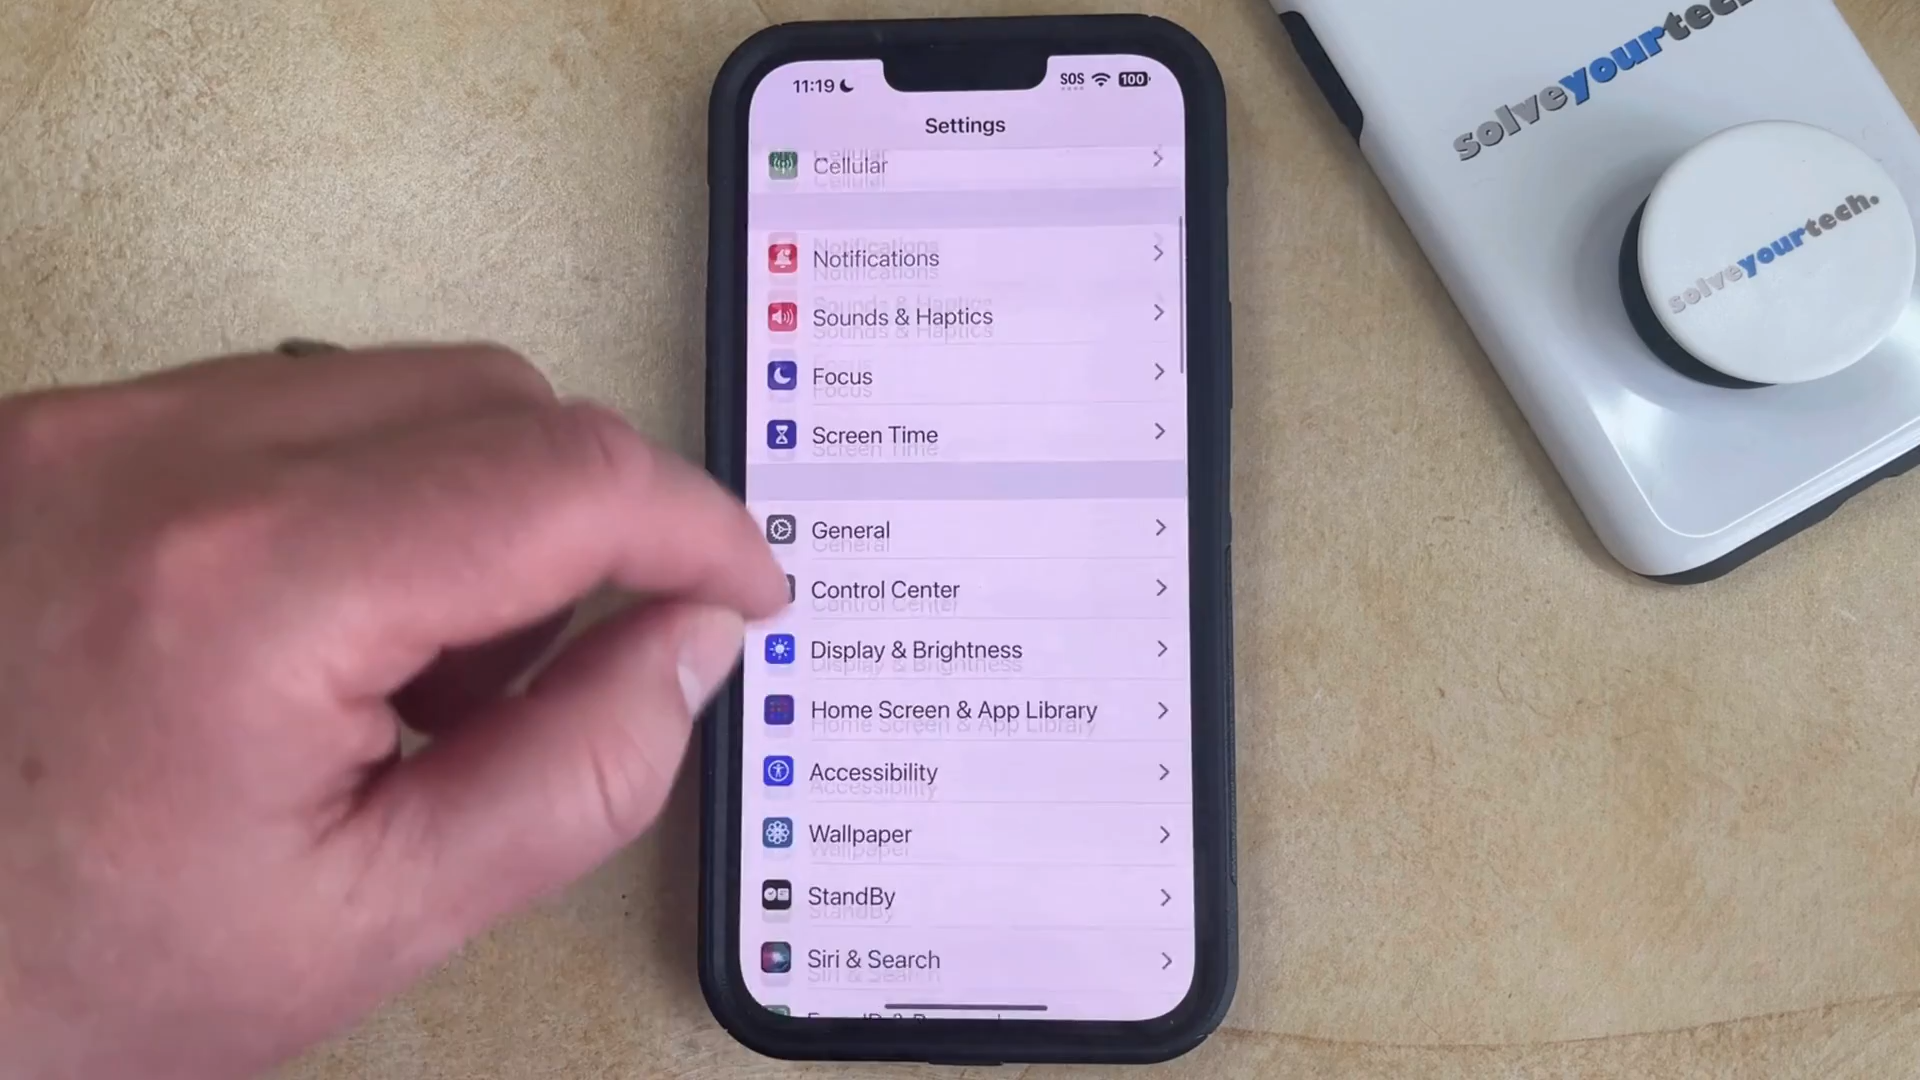 11:19
SOS
100
Settings
Cellular
Notifications
Sounds & Haptics
Focus
Screen Time
General
Control Center
Display & Brightness
Home Screen & App Library
Accessibility
Wallpaper
StandBy
Siri & Search
solveyourtech
solveyourtech.